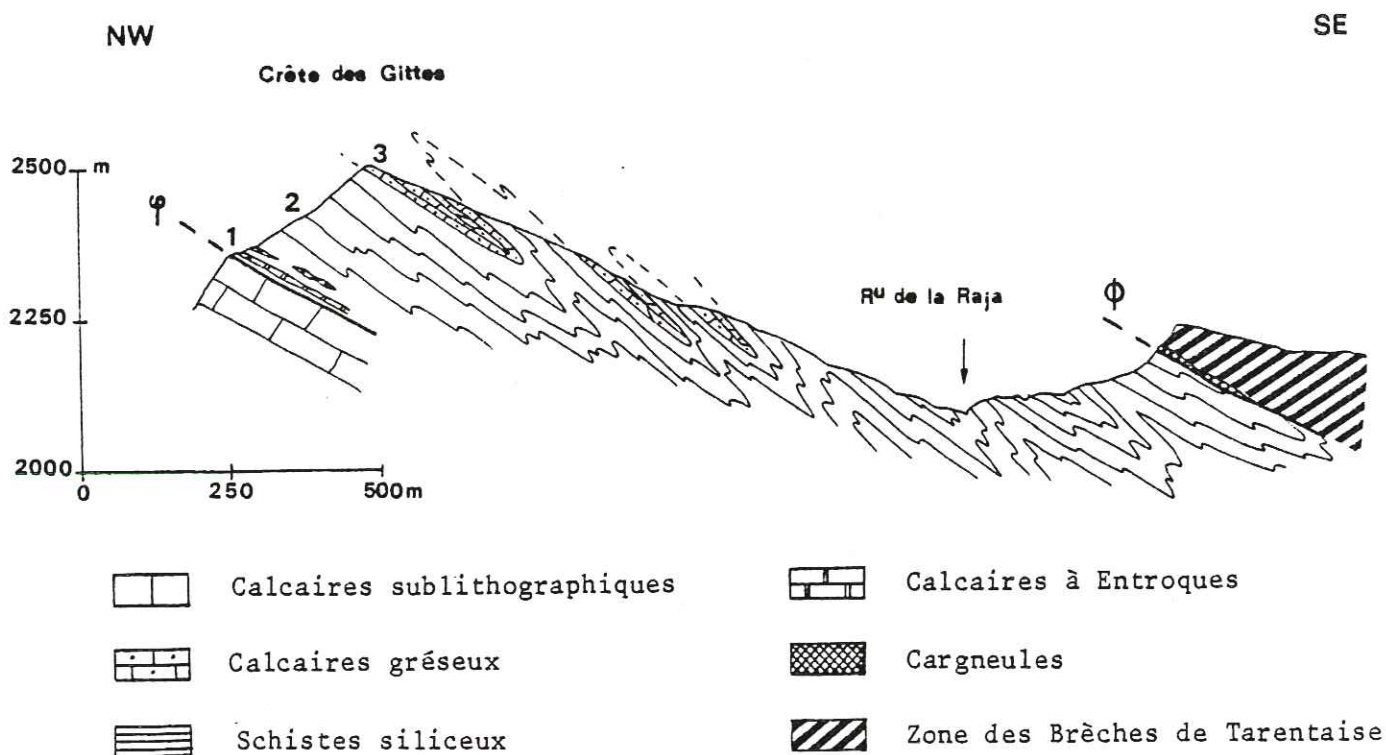 NW
SE
Crête des Gittes
2500 m
3
2
φ
1
2250
Ru de la Raja
Φ
2000
0 250 500m
Calcaires sublithographiques
Calcaires à Entroques
Calcaires gréseux
Cargneules
Schistes siliceux
Zone des Brèches de Tarentaise